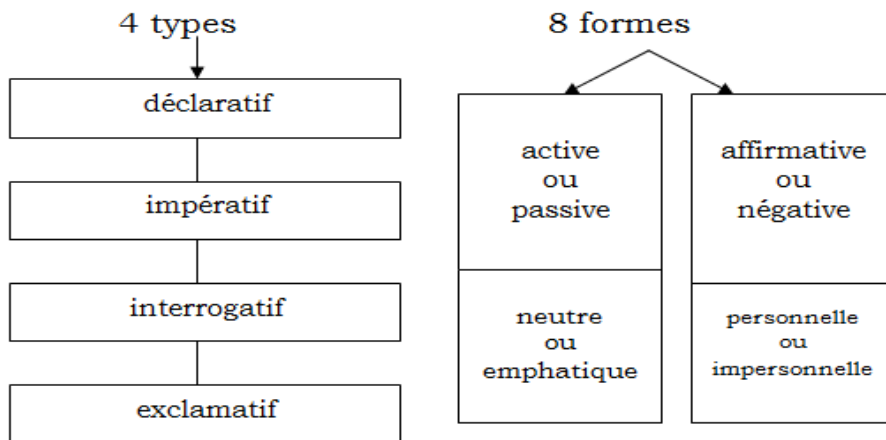 4 types
déclaratif
impératif
interrogatif
exclamatif
8 formes
active
ou
passive
neutre
ou
emphatique
affirmative
ou
négative
personnelle
ou
impersonnelle